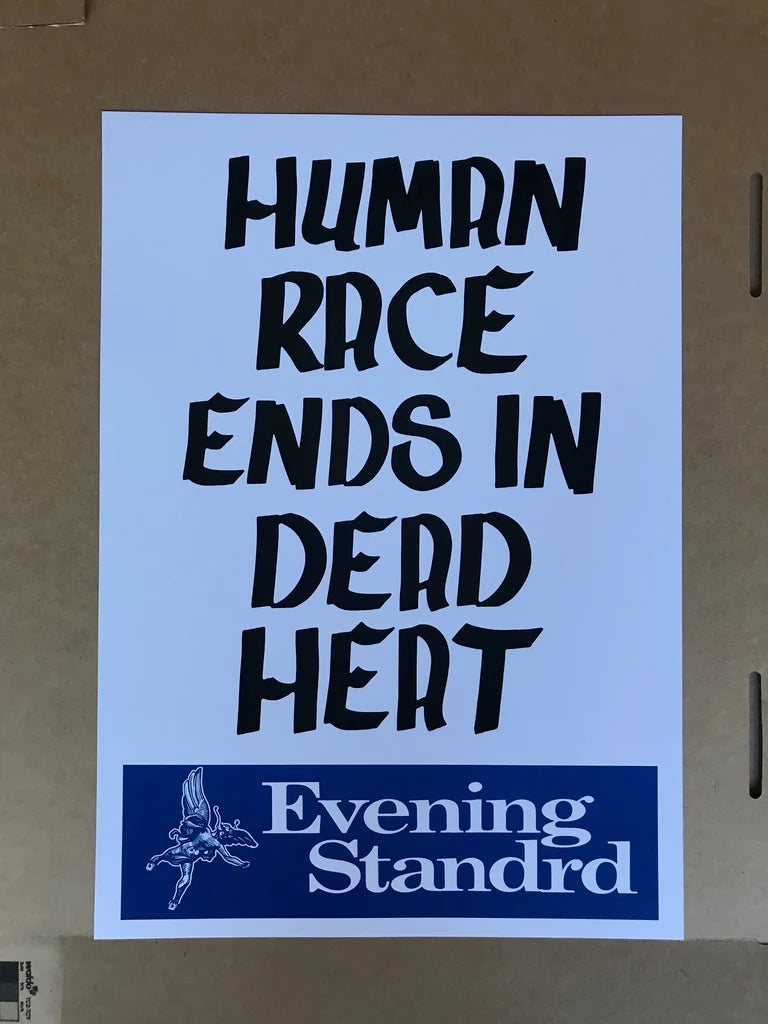 HUMAN
RACE
ENDS IN
DEAD
HEAT
Evening
Standrd